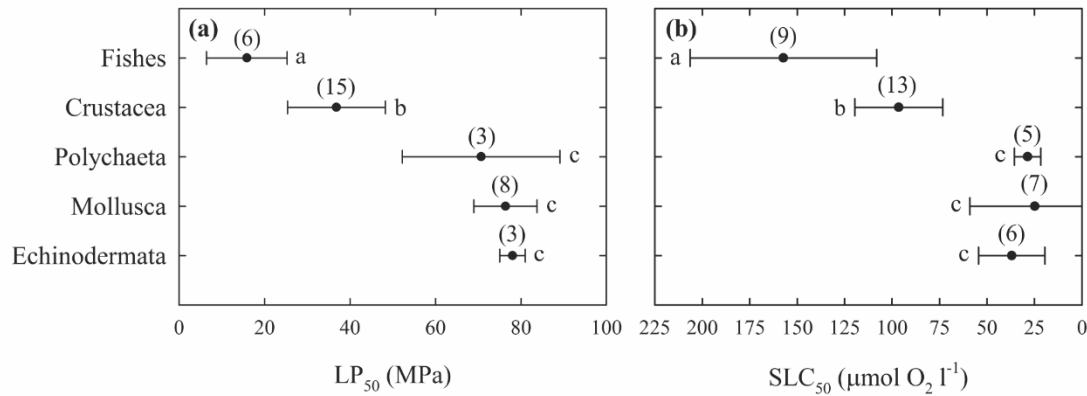 (a)
(b)
Fishes
(6)
a
a
(9)
Crustacea
(15)
b
b
(13)
Polychaeta
(3)
c
c
(5)
Mollusca
(8)
c
c
(7)
Echinodermata
(3)
c
c
(6)
0 20 40 60 80 100
225 200 175 150 125 100 75 50 25 0
LP₅₀ (MPa)
SLC₅₀ (μmol O₂ l⁻¹)